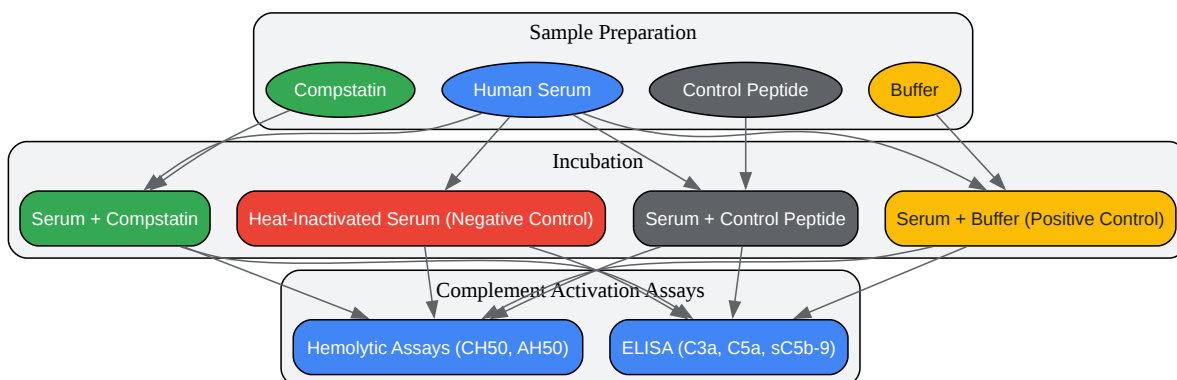 Sample Preparation
Compstatin
Human Serum
Control Peptide
Buffer
Incubation
Serum + Compstatin
Heat-Inactivated Serum (Negative Control)
Serum + Control Peptide
Serum + Buffer (Positive Control)
Complement Activation Assays
Hemolytic Assays (CH50, AH50)
ELISA (C3a, C5a, sC5b-9)